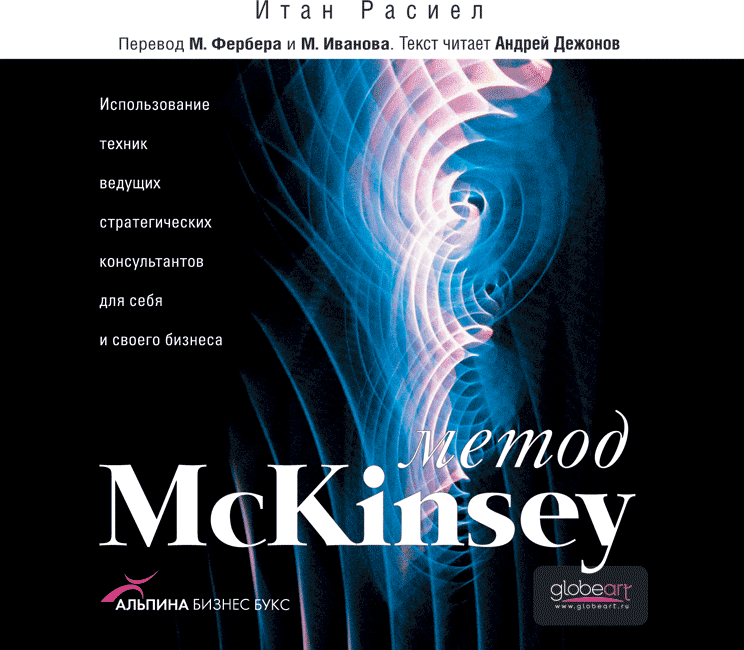 Итан Расиел
Перевод М. Фербера и М. Иванова. Текст читает Андрей Дежонов
Использование
техник
ведущих
стратегических
консультантов
для себя
и своего бизнеса
метод
McKinsey
АЛЬПИНА БИЗНЕС БУКС
globeart
www.globeart.ru